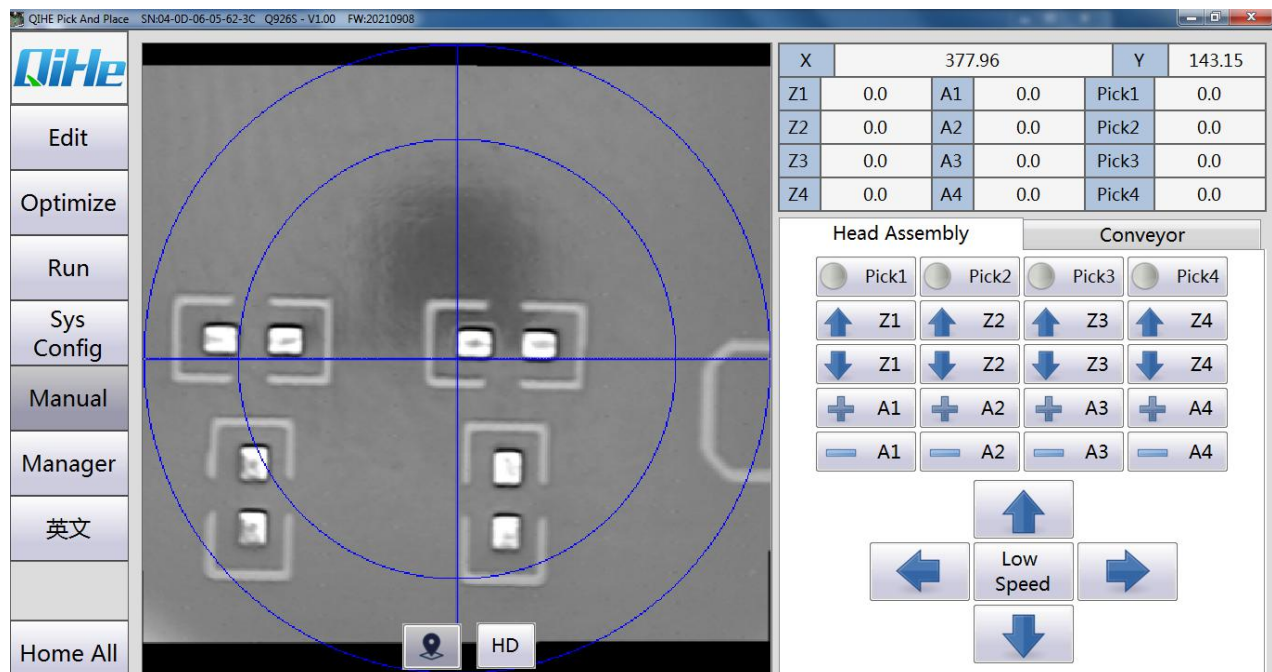 QIHE Pick And Place SN:04-0D-06-05-62-3C Q926S - V1.00 FW:20210908
QiHe
Edit
Optimize
Run
Sys
Config
Manual
Manager
英文
Home All
HD
X 377.96 Y 143.15
Z1 0.0 A1 0.0 Pick1 0.0
Z2 0.0 A2 0.0 Pick2 0.0
Z3 0.0 A3 0.0 Pick3 0.0
Z4 0.0 A4 0.0 Pick4 0.0
Head Assembly Conveyor
Pick1 Pick2 Pick3 Pick4
Z1 Z2 Z3 Z4
Z1 Z2 Z3 Z4
A1 A2 A3 A4
A1 A2 A3 A4
Low
Speed